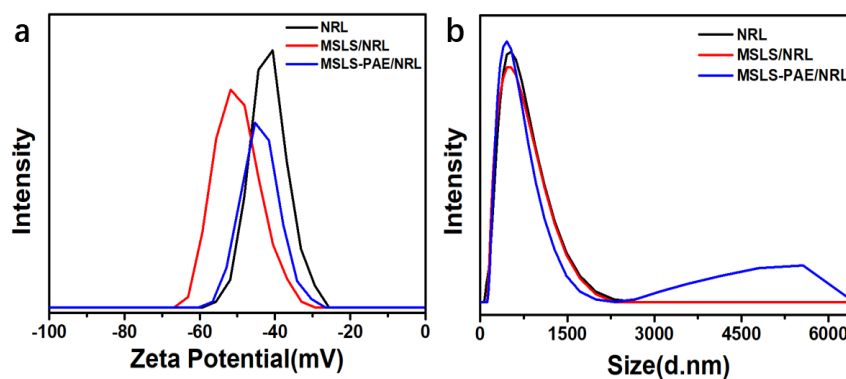 a
NRL
MSLS/NRL
MSLS-PAE/NRL
Intensity
-100
-80
-60
-40
-20
0
Zeta Potential(mV)
b
NRL
MSLS/NRL
MSLS-PAE/NRL
Intensity
0
1500
3000
4500
6000
Size(d.nm)